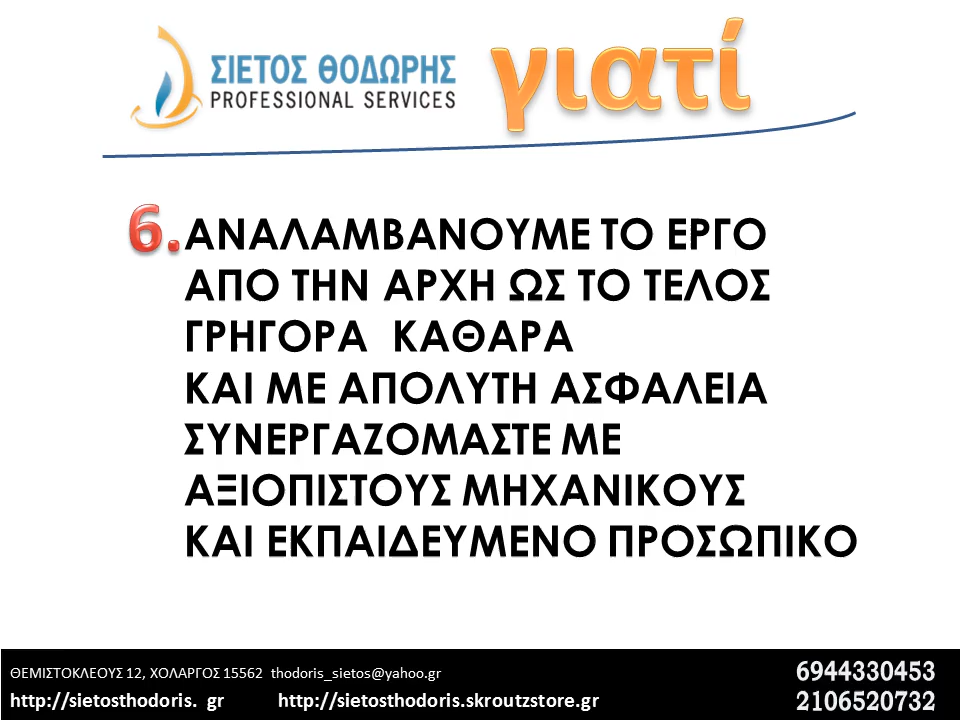 ΣΙΕΤΟΣ ΘΟΔΩΡΗΣ γιατί
PROFESSIONAL SERVICES
6. ΑΝΑΛΑΜΒΑΝΟΥΜΕ ΤΟ ΕΡΓΟ
ΑΠΟ ΤΗΝ ΑΡΧΗ ΩΣ ΤΟ ΤΕΛΟΣ
ΓΡΗΓΟΡΑ  ΚΑΘΑΡΑ
ΚΑΙ ΜΕ ΑΠΟΛΥΤΗ ΑΣΦΑΛΕΙΑ
ΣΥΝΕΡΓΑΖΟΜΑΣΤΕ ΜΕ
ΑΞΙΟΠΙΣΤΟΥΣ ΜΗΧΑΝΙΚΟΥΣ
ΚΑΙ ΕΚΠΑΙΔΕΥΜΕΝΟ ΠΡΟΣΩΠΙΚΟ
ΘΕΜΙΣΤΟΚΛΕΟΥΣ 12, ΧΟΛΑΡΓΟΣ 15562 thodoris_sietos@yahoo.gr 6944330453
http://sietosthodoris. gr http://sietosthodoris.skroutzstore.gr 2106520732